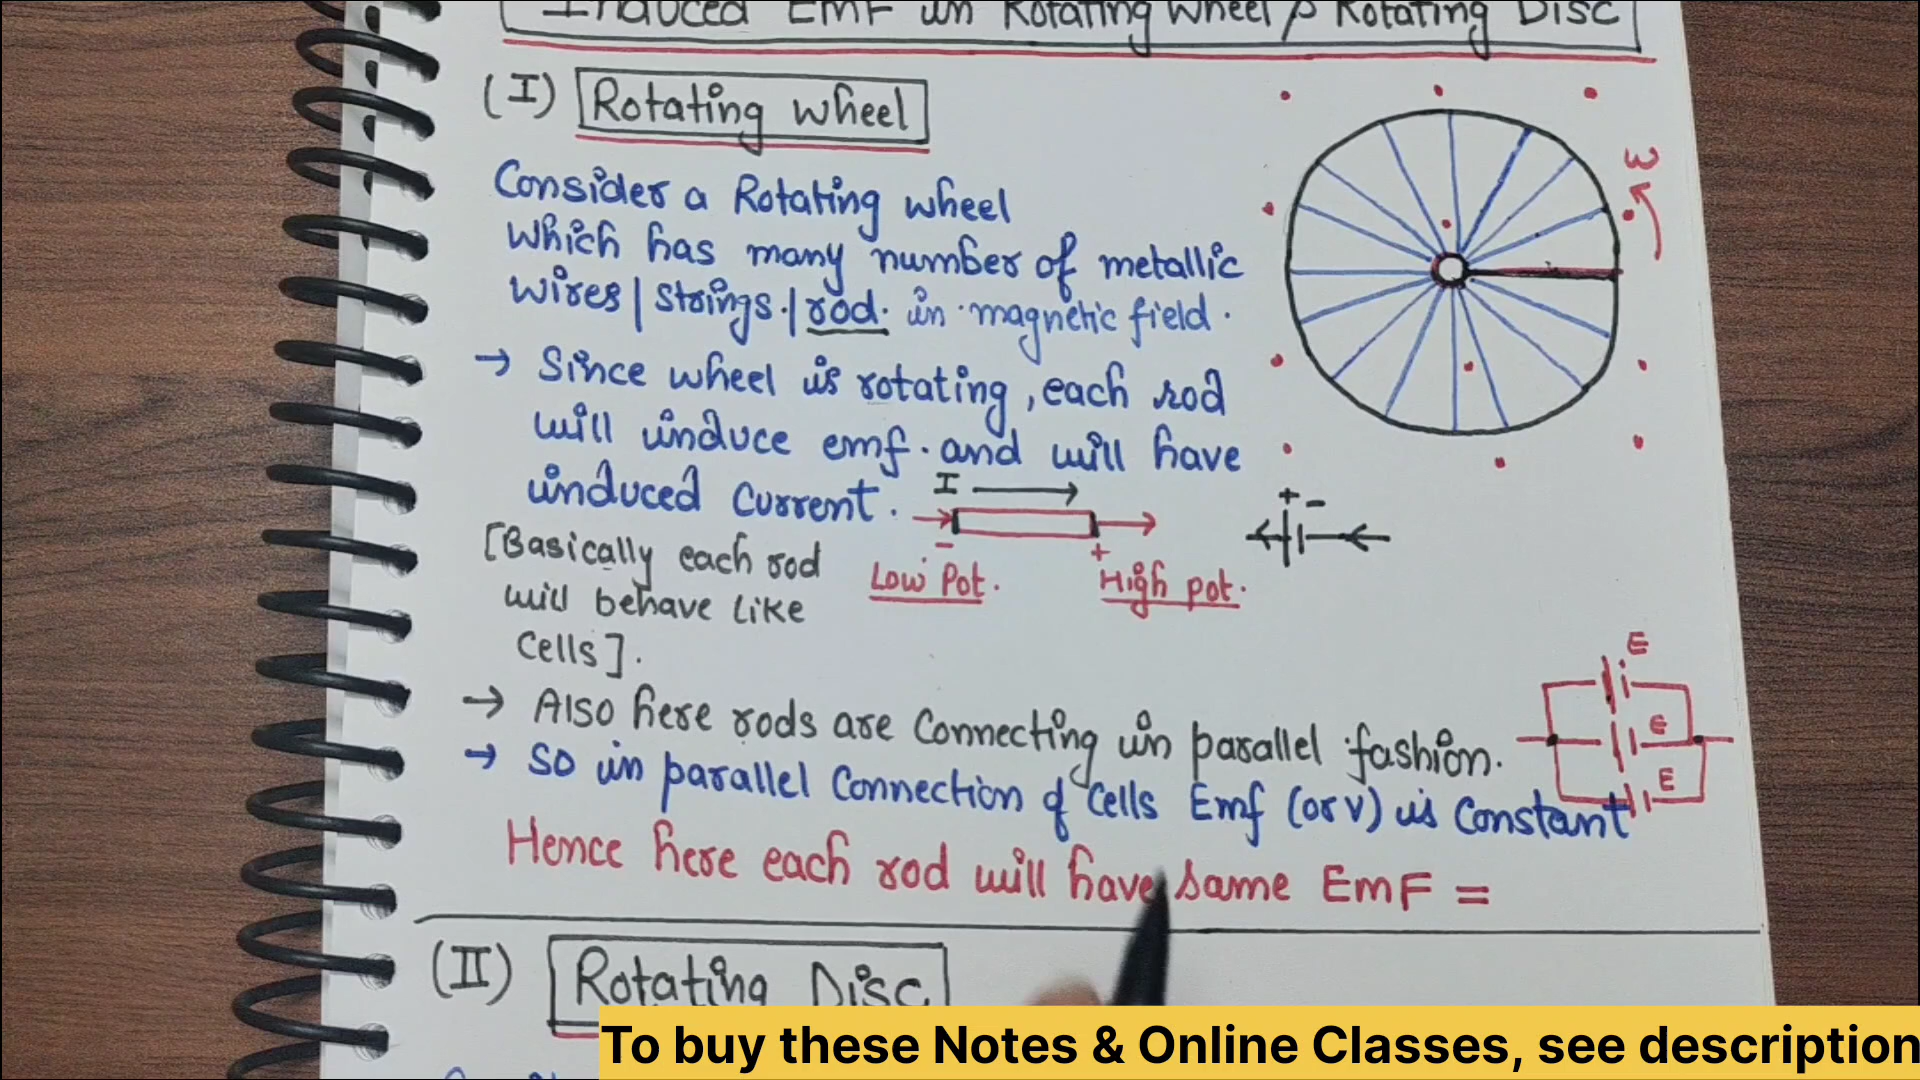 Induced EMF in Rotating Wheel / Rotating Disc
(I) Rotating Wheel
ω
Consider a Rotating wheel
which has many number of metallic
wires / strings. / rod. in magnetic field.
→ Since wheel is rotating, each rod
will induce emf. and will have
induced Current.
I
+ -
- +
Low Pot. High pot.
[Basically each rod
will behave like
Cells].
E
E
E
→ Also here rods are Connecting in parallel fashion.
→ So in parallel Connection of Cells Emf (or V) is Constant
Hence here each rod will have same EMF =
(II) Rotating Disc
To buy these Notes & Online Classes, see description